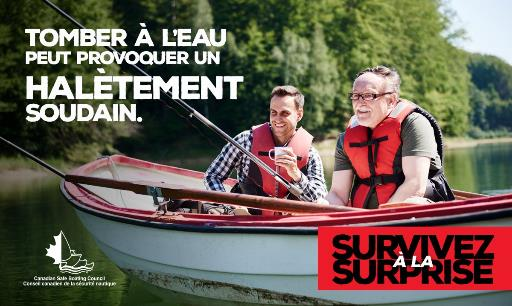 TOMBER À L'EAU
PEUT PROVOQUER UN
HALÈTEMENT
SOUDAIN.
Canadian Safe Boating Council
Conseil canadien de la sécurité nautique
SURVIVEZ
À LA
SURPRISE